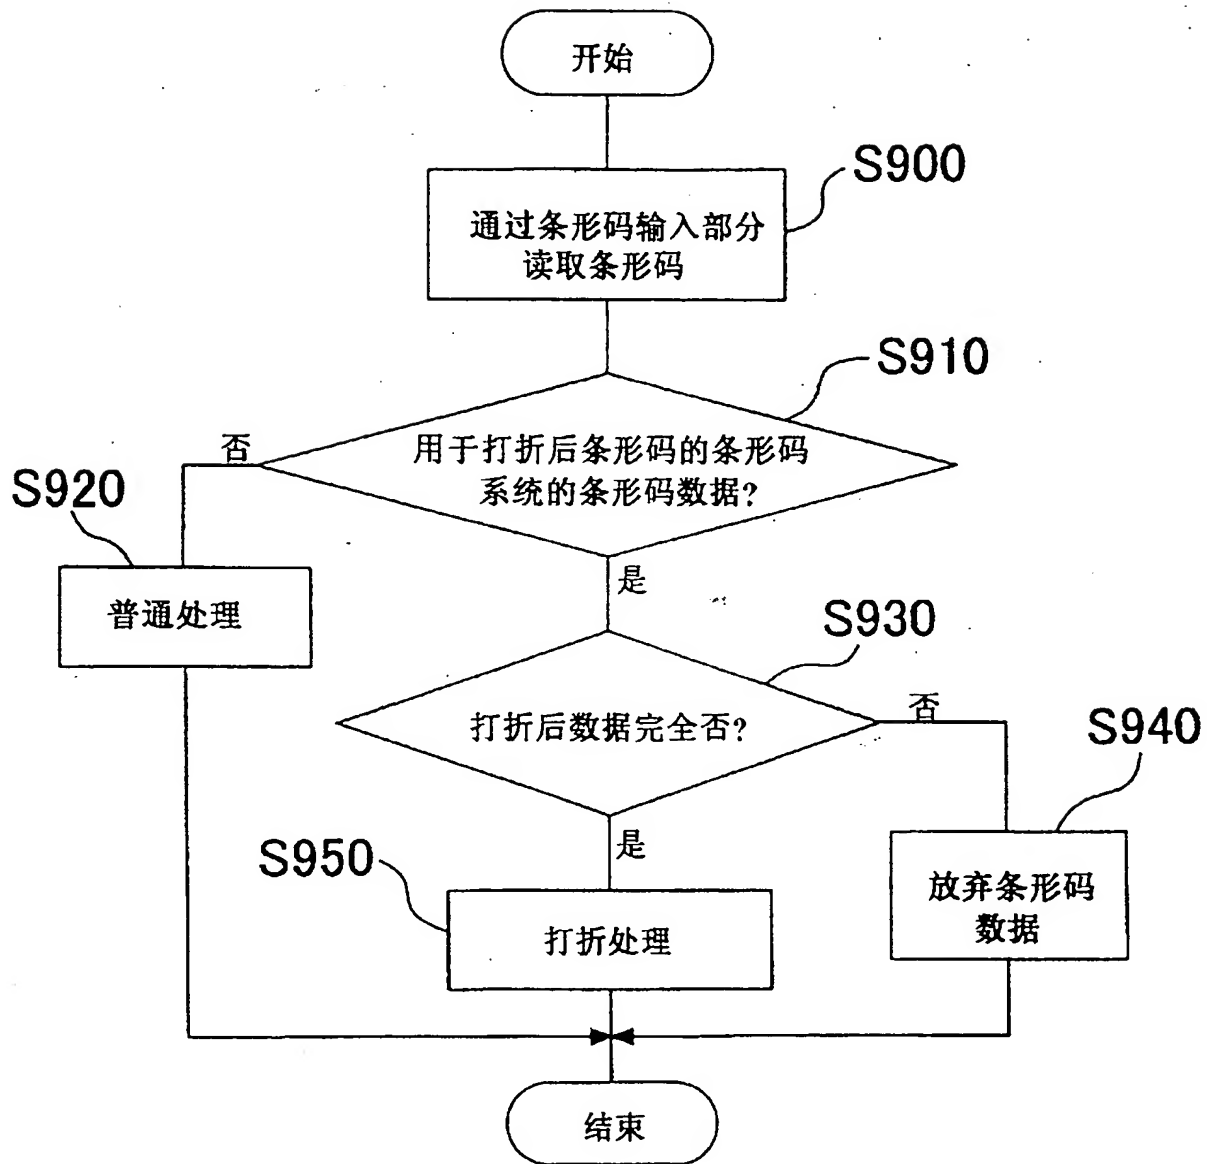 开始
S900
通过条形码输入部分
读取条形码
S910
否
用于打折后条形码的条形码
系统的条形码数据?
S920
是
普通处理
S930
打折后数据完全否?
否
S940
是
S950
放弃条形码
数据
打折处理
结束